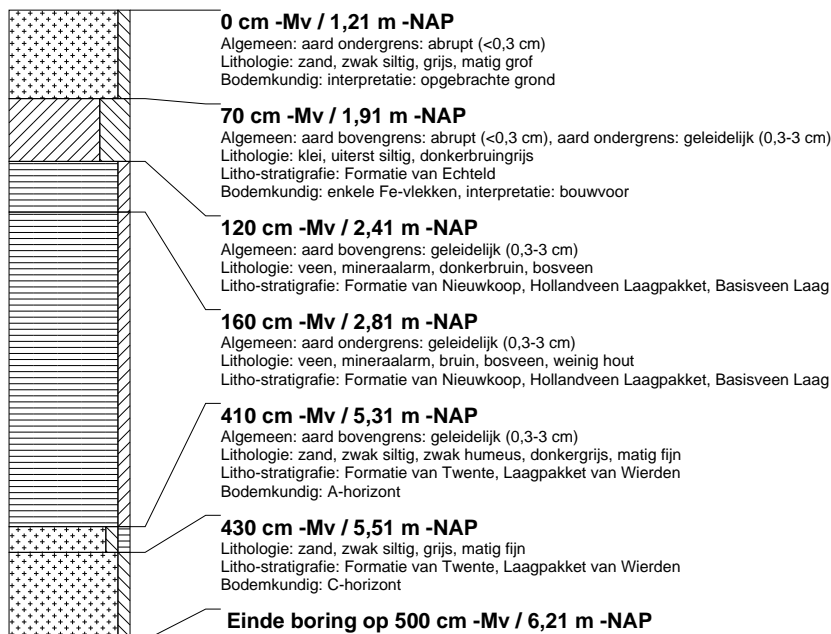 0 cm -Mv / 1,21 m -NAP
Algemeen: aard ondergrens: abrupt (<0,3 cm)
Lithologie: zand, zwak siltig, grijs, matig grof
Bodemkundig: interpretatie: opgebrachte grond
70 cm -Mv / 1,91 m -NAP
Algemeen: aard bovengrens: abrupt (<0,3 cm), aard ondergrens: geleidelijk (0,3-3 cm)
Lithologie: klei, uiterst siltig, donkerbruingrijs
Litho-stratigrafie: Formatie van Echteld
Bodemkundig: enkele Fe-vlekken, interpretatie: bouwvoor
120 cm -Mv / 2,41 m -NAP
Algemeen: aard bovengrens: geleidelijk (0,3-3 cm)
Lithologie: veen, mineraalarm, donkerbruin, bosveen
Litho-stratigrafie: Formatie van Nieuwkoop, Hollandveen Laagpakket, Basisveen Laag
160 cm -Mv / 2,81 m -NAP
Algemeen: aard ondergrens: geleidelijk (0,3-3 cm)
Lithologie: veen, mineraalarm, bruin, bosveen, weinig hout
Litho-stratigrafie: Formatie van Nieuwkoop, Hollandveen Laagpakket, Basisveen Laag
410 cm -Mv / 5,31 m -NAP
Algemeen: aard bovengrens: geleidelijk (0,3-3 cm)
Lithologie: zand, zwak siltig, zwak humeus, donkergrijs, matig fijn
Litho-stratigrafie: Formatie van Twente, Laagpakket van Wierden
Bodemkundig: A-horizont
430 cm -Mv / 5,51 m -NAP
Lithologie: zand, zwak siltig, grijs, matig fijn
Litho-stratigrafie: Formatie van Twente, Laagpakket van Wierden
Bodemkundig: C-horizont
Einde boring op 500 cm -Mv / 6,21 m -NAP